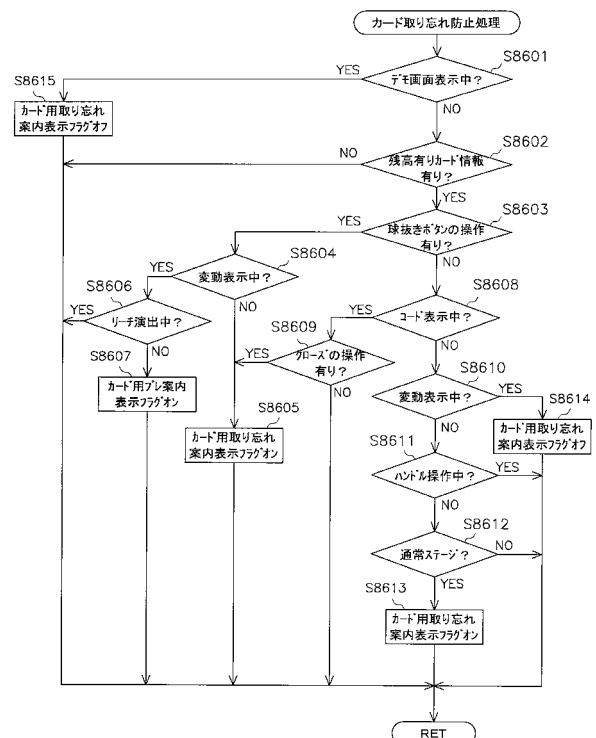 カード取り忘れ防止処理
S8601
デモ画面表示中?
YES
NO
S8615
カード用取り忘れ
案内表示フラグオフ
S8602
残高有りカード情報
有り?
NO
YES
S8603
球抜きボタンの操作
有り?
YES
NO
S8604
変動表示中?
YES
NO
S8606
リーチ演出中?
YES
NO
S8607
カード用プレ案内
表示フラグオン
S8608
コード表示中?
YES
NO
S8609
クローズの操作
有り?
YES
NO
S8605
カード用取り忘れ
案内表示フラグオン
S8610
変動表示中?
YES
NO
S8614
カード用取り忘れ
案内表示フラグオフ
S8611
ハンドル操作中?
YES
NO
S8612
通常ステージ?
NO
YES
S8613
カード用取り忘れ
案内表示フラグオン
RET